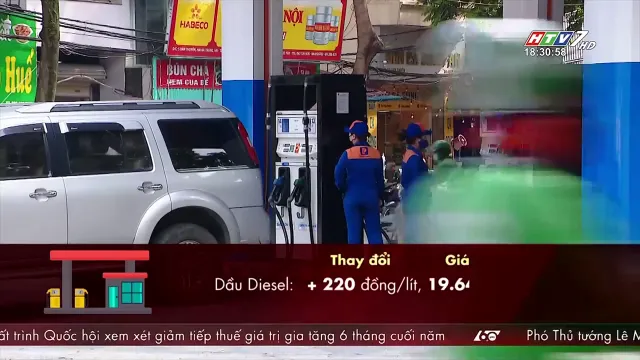 HTV7 HD
18:30:58
HABECO
NỘI
Huế
BÚN CHẢ
Thay đổi Giá
Dầu Diesel: + 220 đồng/lít, 19.64
ất trình Quốc hội xem xét giảm tiếp thuế giá trị gia tăng 6 tháng cuối năm
Phó Thủ tướng Lê M